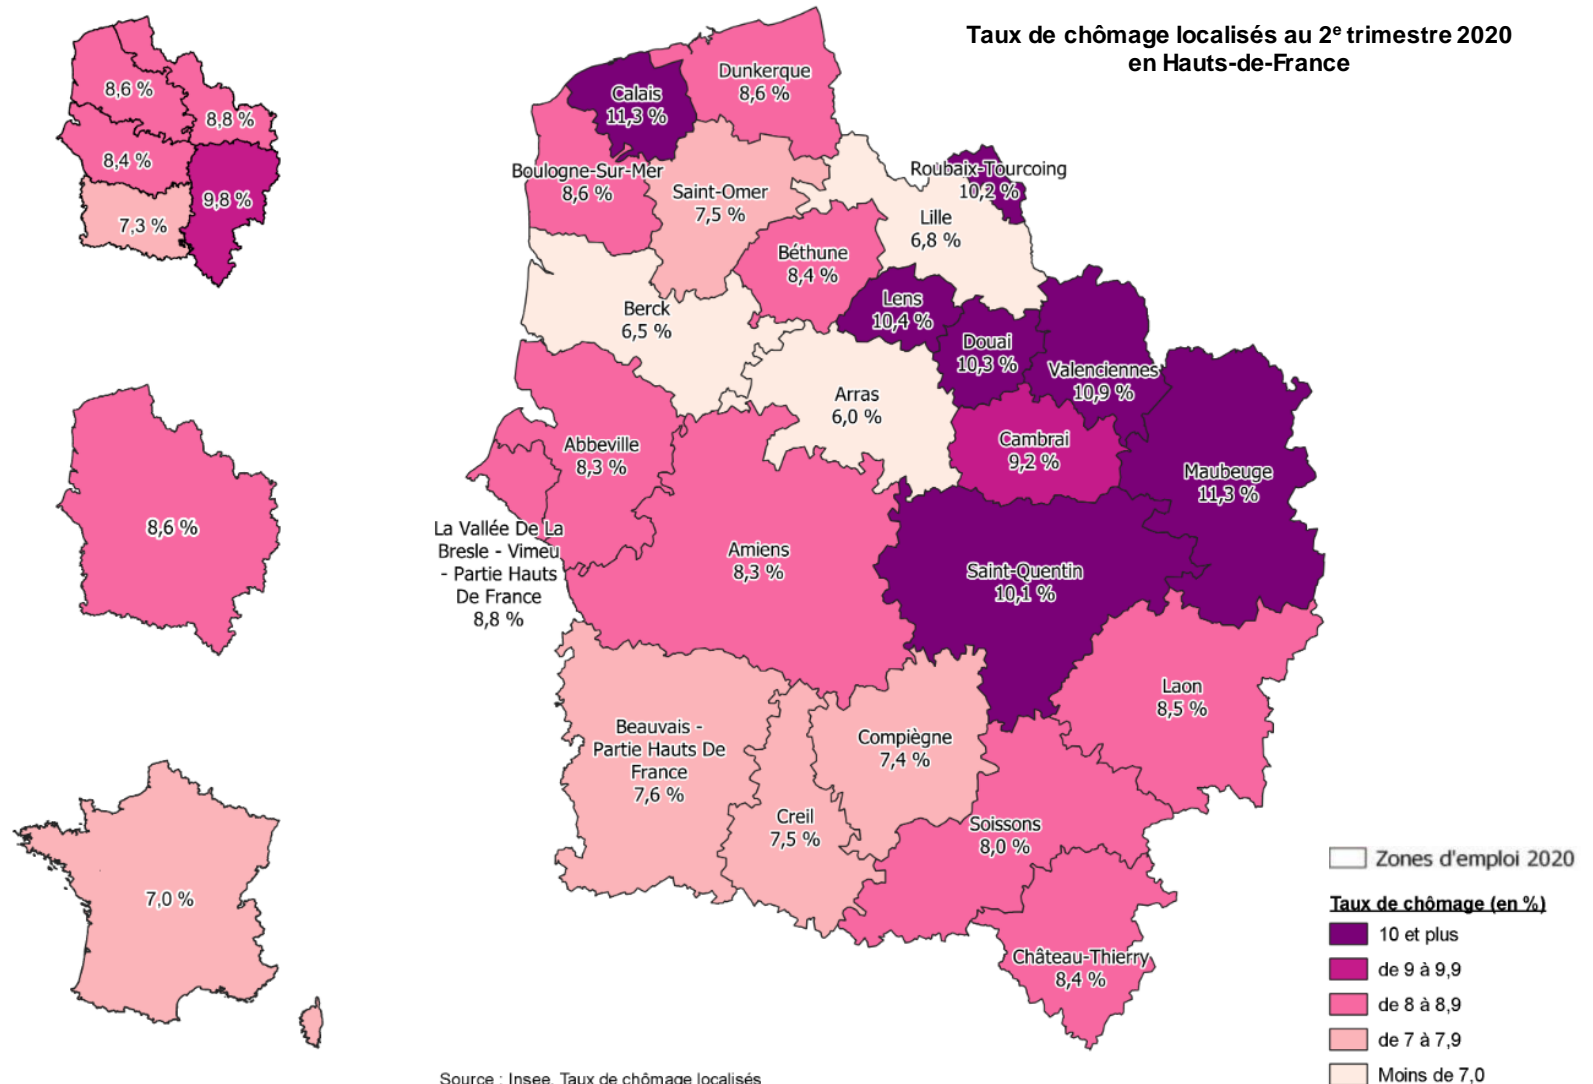 Taux de chômage localisés au 2e trimestre 2020
en Hauts-de-France
8,6 %
8,8 %
8,4 %
9,8 %
7,3 %
8,6 %
7,0 %
Dunkerque
8,6 %
Calais
11,3 %
Boulogne-Sur-Mer
8,6 %
Saint-Omer
7,5 %
Roubaix-Tourcoing
10,2 %
Lille
6,8 %
Béthune
8,4 %
Berck
6,5 %
Lens
10,4 %
Douai
10,3 %
Valenciennes
10,9 %
Arras
6,0 %
Cambrai
9,2 %
Maubeuge
11,3 %
Abbeville
8,3 %
La Vallée De La
Bresle - Vimeu
- Partie Hauts
De France
8,8 %
Amiens
8,3 %
Saint-Quentin
10,1 %
Laon
8,5 %
Beauvais -
Partie Hauts De
France
7,6 %
Compiègne
7,4 %
Creil
7,5 %
Soissons
8,0 %
Château-Thierry
8,4 %
Zones d'emploi 2020
Taux de chômage (en %)
10 et plus
de 9 à 9,9
de 8 à 8,9
de 7 à 7,9
Moins de 7,0
Source : Insee, Taux de chômage localisés